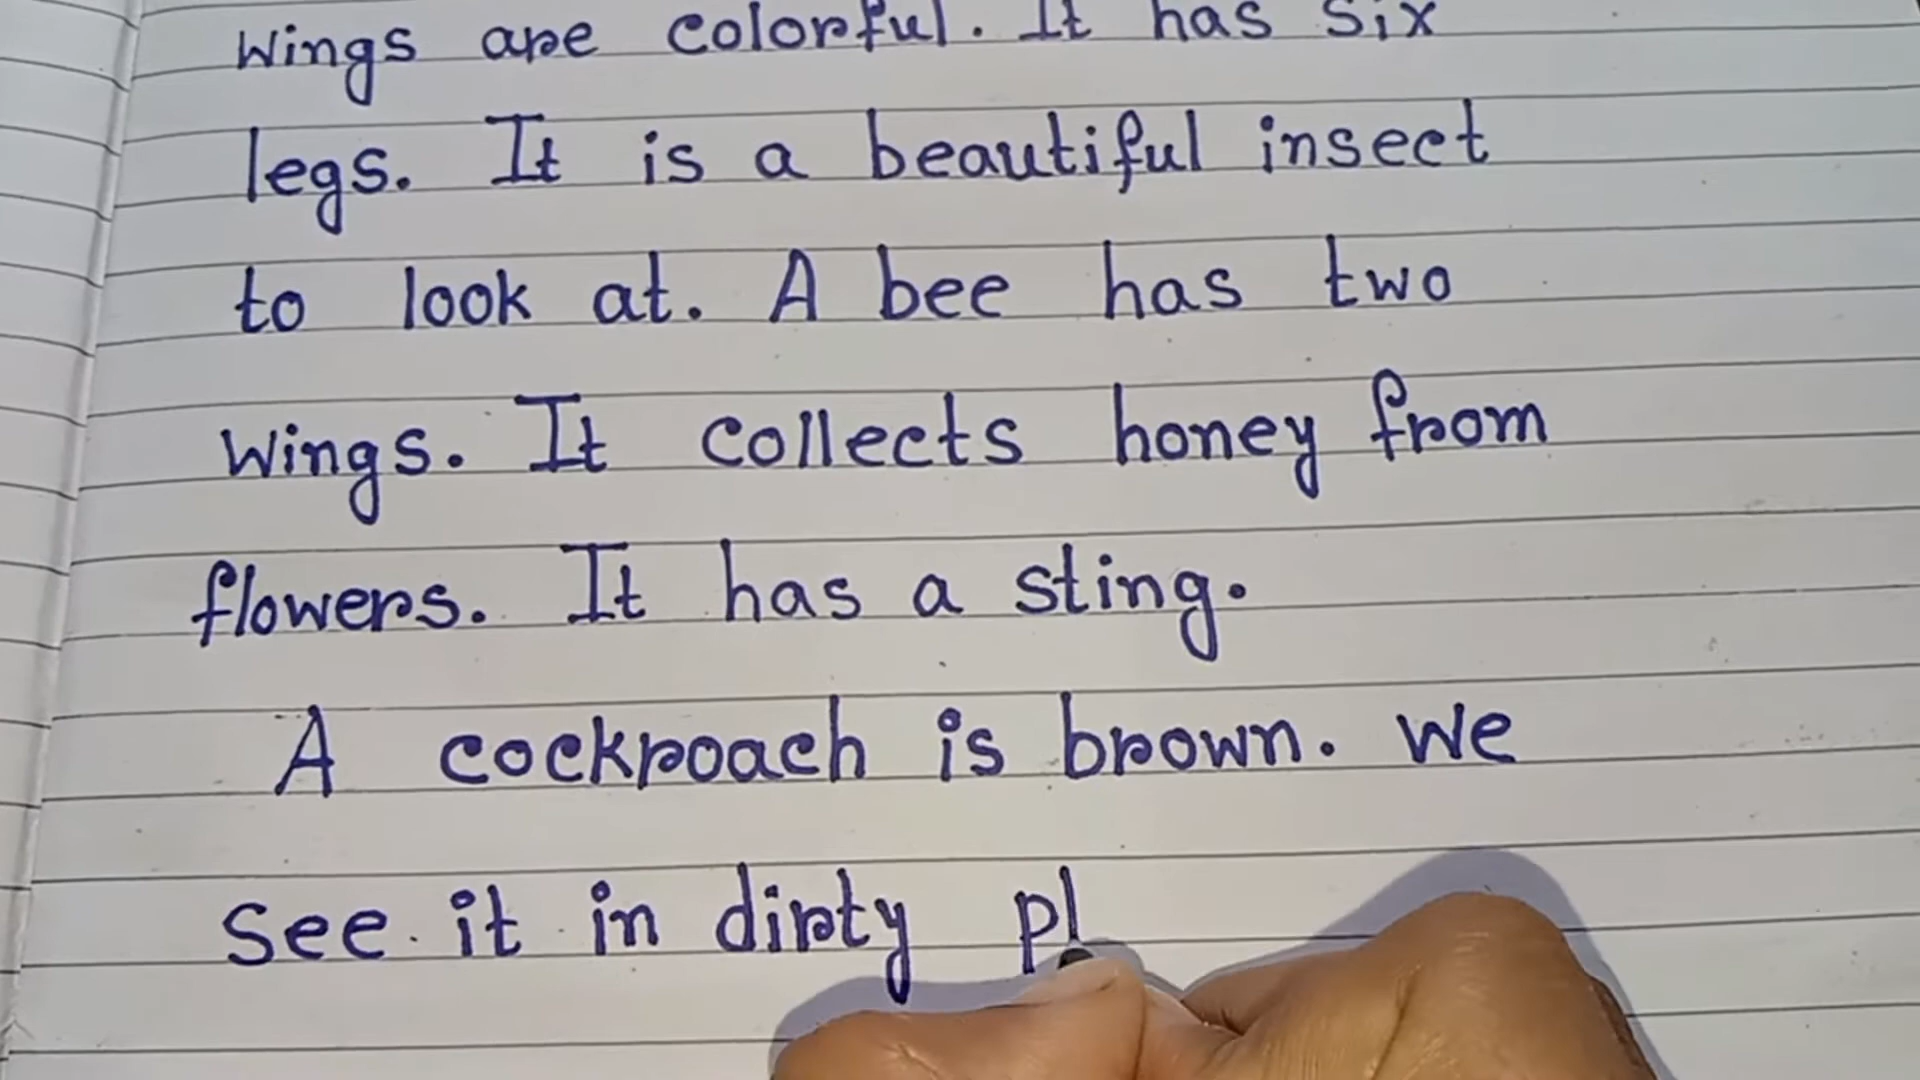 wings are colorful. It has six
legs. It is a beautiful insect
to look at. A bee has two
wings. It collects honey from
flowers. It has a sting.
A cockroach is brown. We
see it in dirty pl